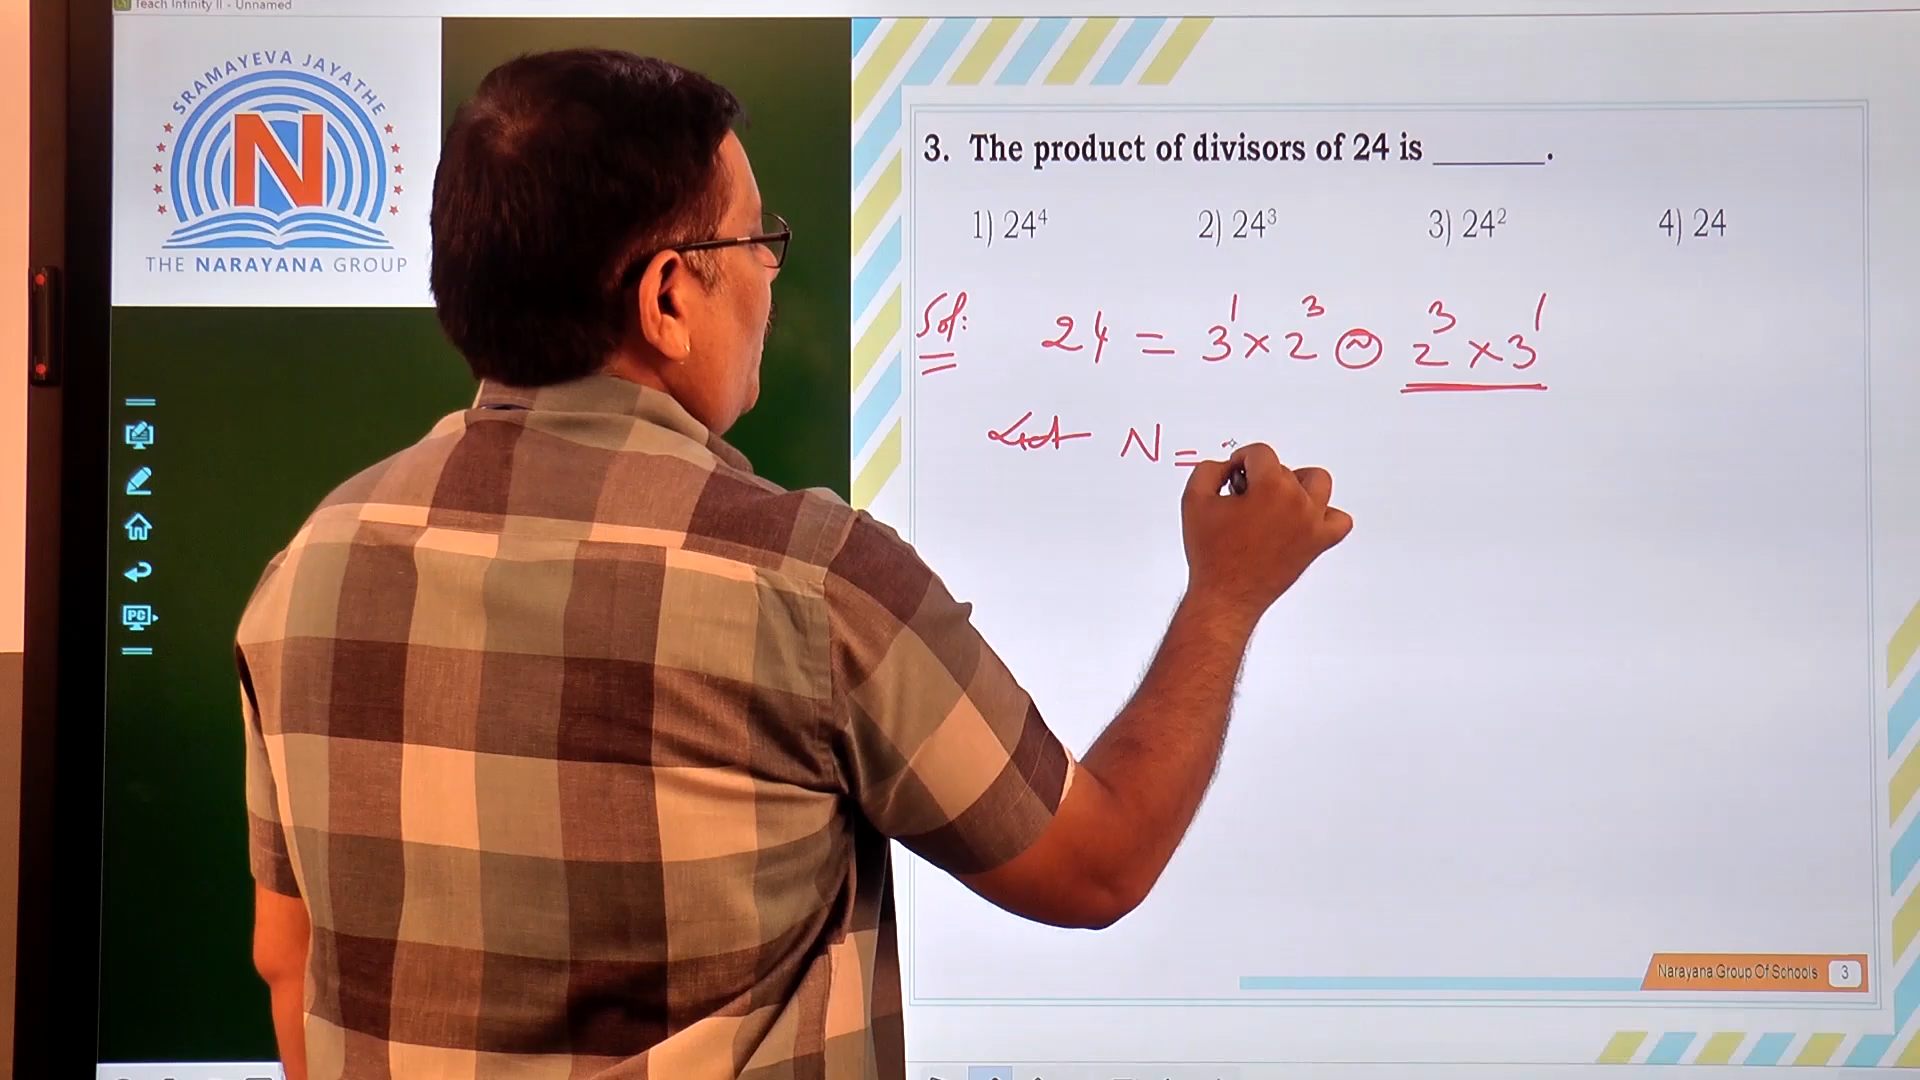 Teach Infinity II - Unnamed
SRAMAYEVA JAYATHE
N
THE NARAYANA GROUP
PC
3. The product of divisors of 24 is ______.
1) 24⁴ 2) 24³ 3) 24² 4) 24
Sol:
24 = 3¹ × 2³ (~) 2³ × 3¹
Let N =
Narayana Group Of Schools 3